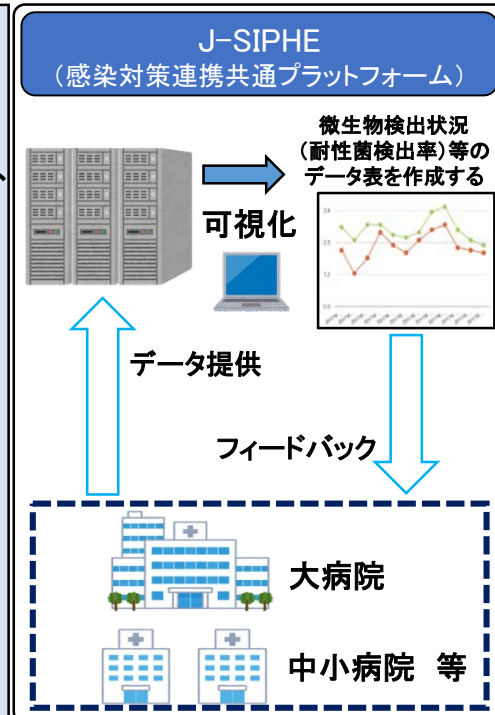 J-SIPHE
（感染対策連携共通プラットフォーム）
微生物検出状況
（耐性菌検出率）等の
データ表を作成する
可視化
データ提供
フィードバック
大病院
中小病院　等